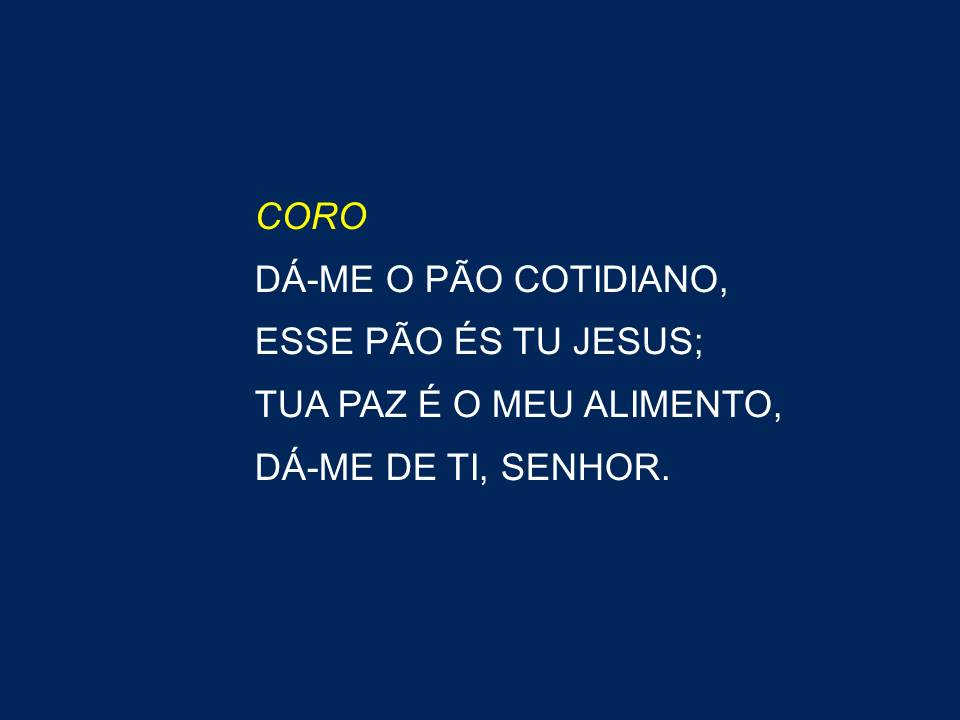 CORO
DÁ-ME O PÃO COTIDIANO,
ESSE PÃO ÉS TU JESUS;
TUA PAZ É O MEU ALIMENTO,
DÁ-ME DE TI, SENHOR.